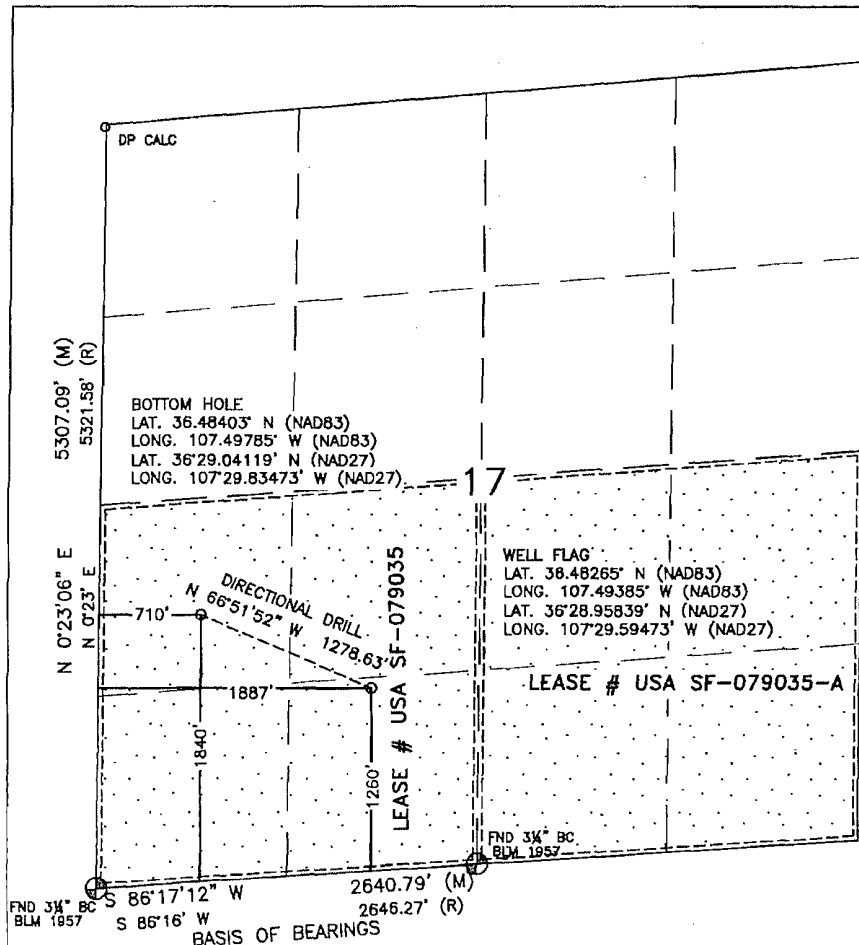 DP CALC
5307.09' (M)
5321.58' (R)
N 0°23'06" E
N 0°23' E
BOTTOM HOLE
LAT. 36.48403° N (NAD83)
LONG. 107.49785° W (NAD83)
LAT. 36°29.04119' N (NAD27)
LONG. 107°29.83473' W (NAD27)
17
WELL FLAG
LAT. 38.48265° N (NAD83)
LONG. 107.49385° W (NAD83)
LAT. 36°28.95839' N (NAD27)
LONG. 107°29.59473' W (NAD27)
DIRECTIONAL DRILL
N 66°51'52" W 1278.63'
710'
1887'
1840'
1260'
LEASE # USA SF-079035
LEASE # USA SF-079035-A
FND 3¼" BC
BLM 1957
FND 3¼" BC
BLM 1957
S 86°17'12" W 2640.79' (M)
S 86°16' W 2646.27' (R)
BASIS OF BEARINGS